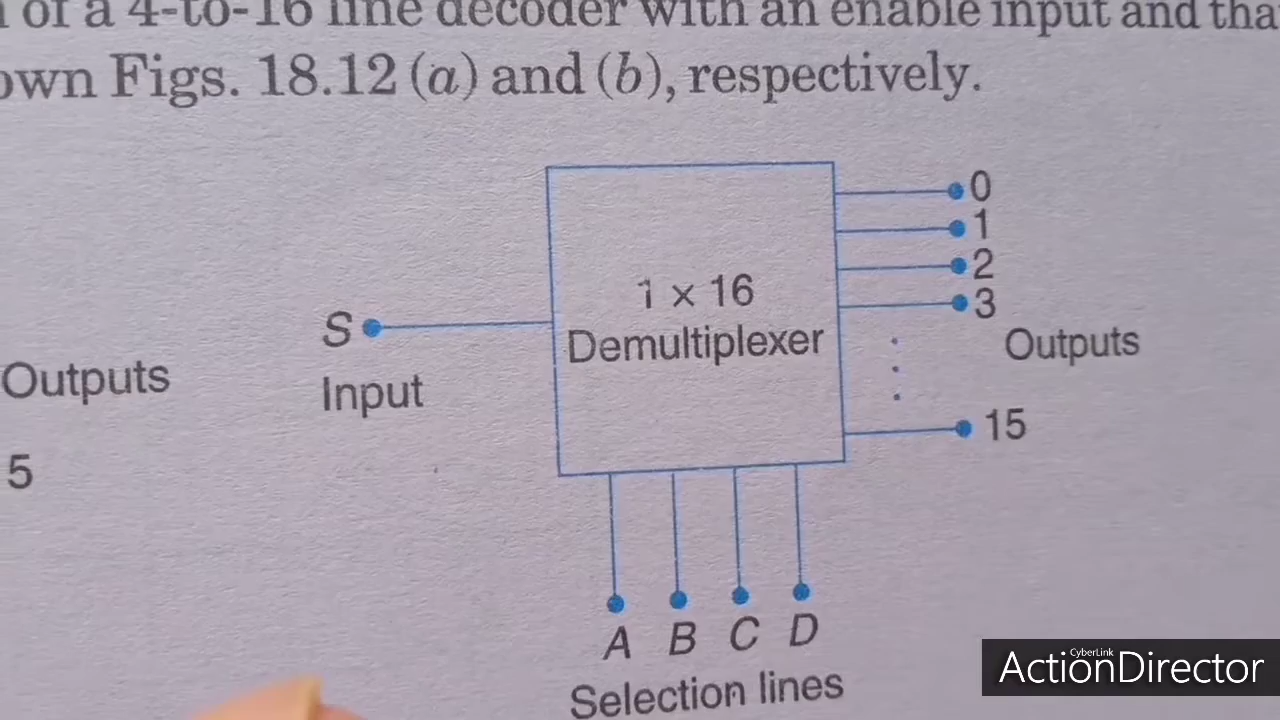 of a 4-to-16 line decoder with an enable input and
own Figs. 18.12 (a) and (b), respectively.
0
1
2
3
1 × 16
Demultiplexer
S
Input
Outputs
Outputs
5
15
A B C D
Selection lines
CyberLink
ActionDirector